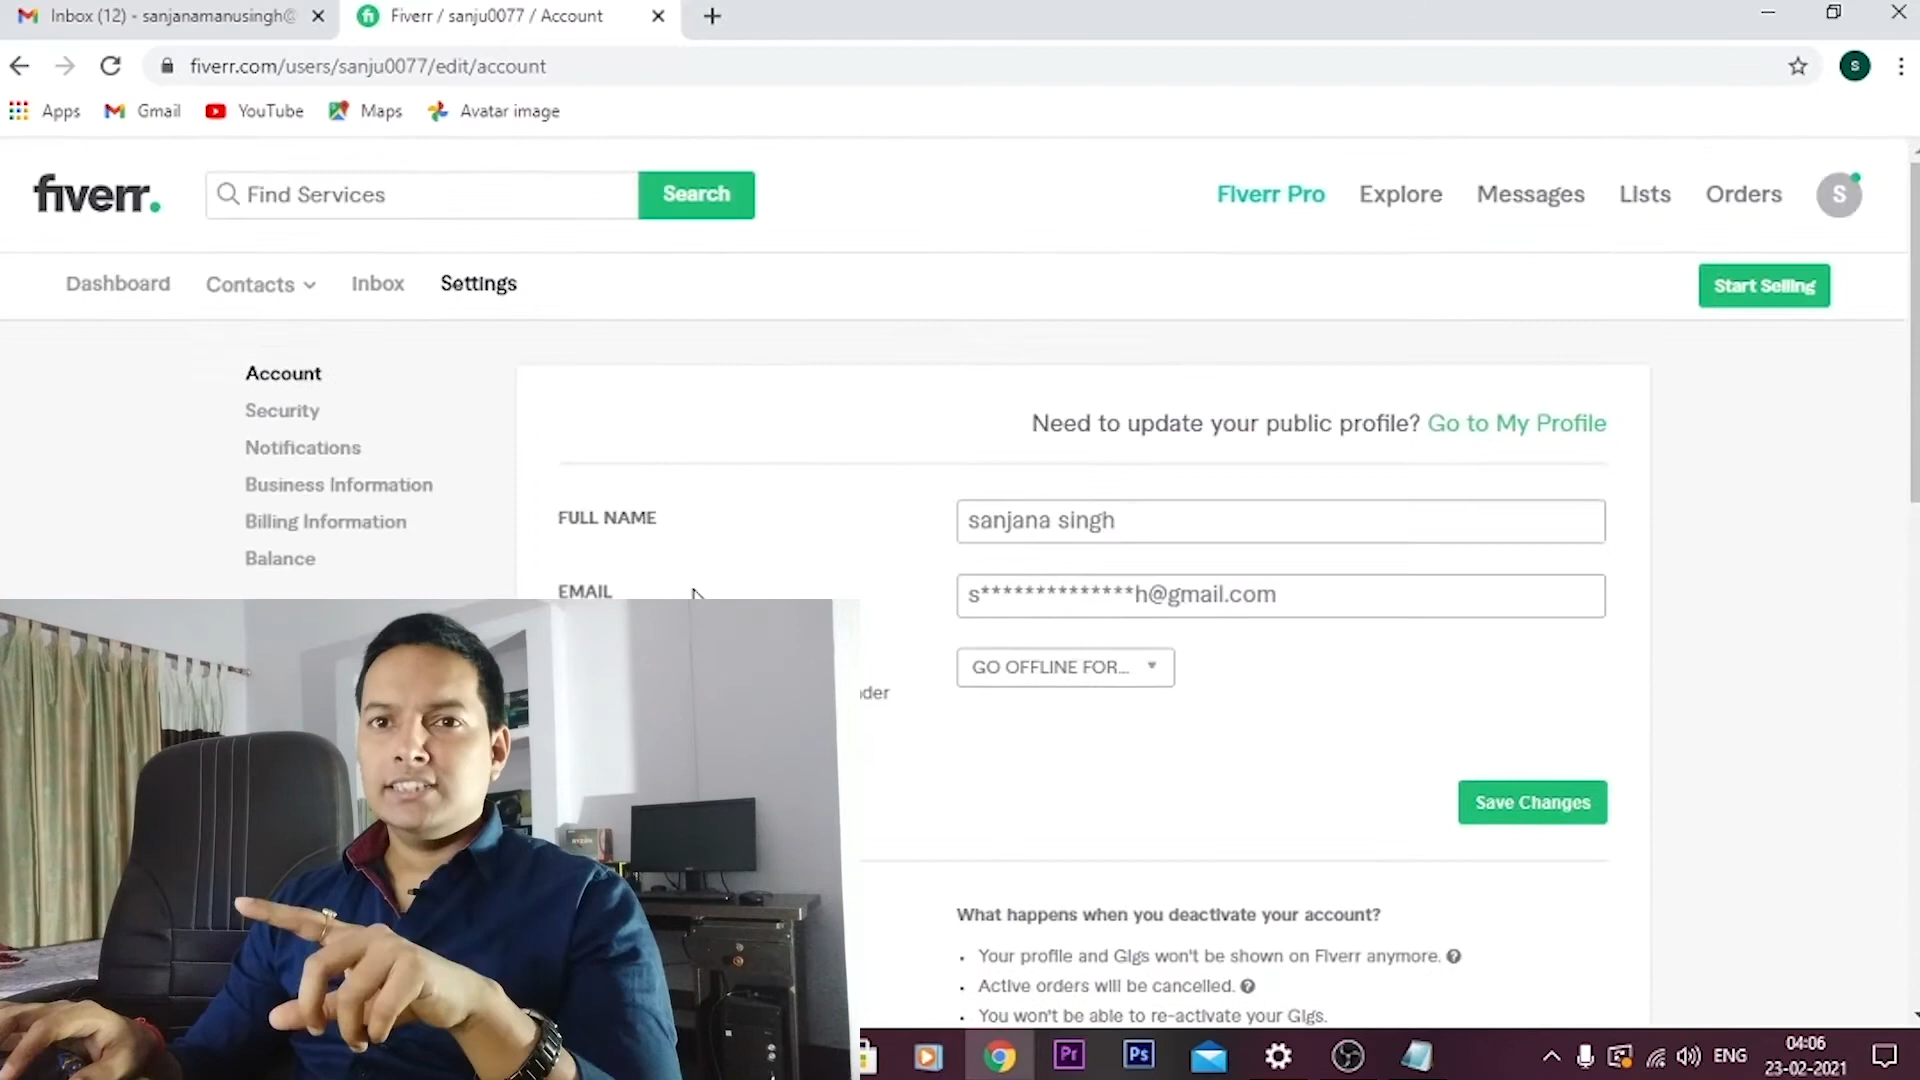 Inbox (12) - sanjanamanusingh@
Fiverr / sanju0077 / Account
fiverr.com/users/sanju0077/edit/account
S
Apps
Gmail
YouTube
Maps
Avatar image
fiverr.
Find Services
Search
Fiverr Pro
Explore
Messages
Lists
Orders
S
Dashboard
Contacts
Inbox
Settings
Start Selling
Account
Security
Notifications
Business Information
Billing Information
Balance
Need to update your public profile? Go to My Profile
FULL NAME
sanjana singh
EMAIL
s**************h@gmail.com
GO OFFLINE FOR...
Save Changes
What happens when you deactivate your account?
Your profile and Gigs won't be shown on Fiverr anymore.
Active orders will be cancelled.
You won't be able to re-activate your Gigs.
RYZEN
Pr
Ps
ENG
04:06
23-02-2021